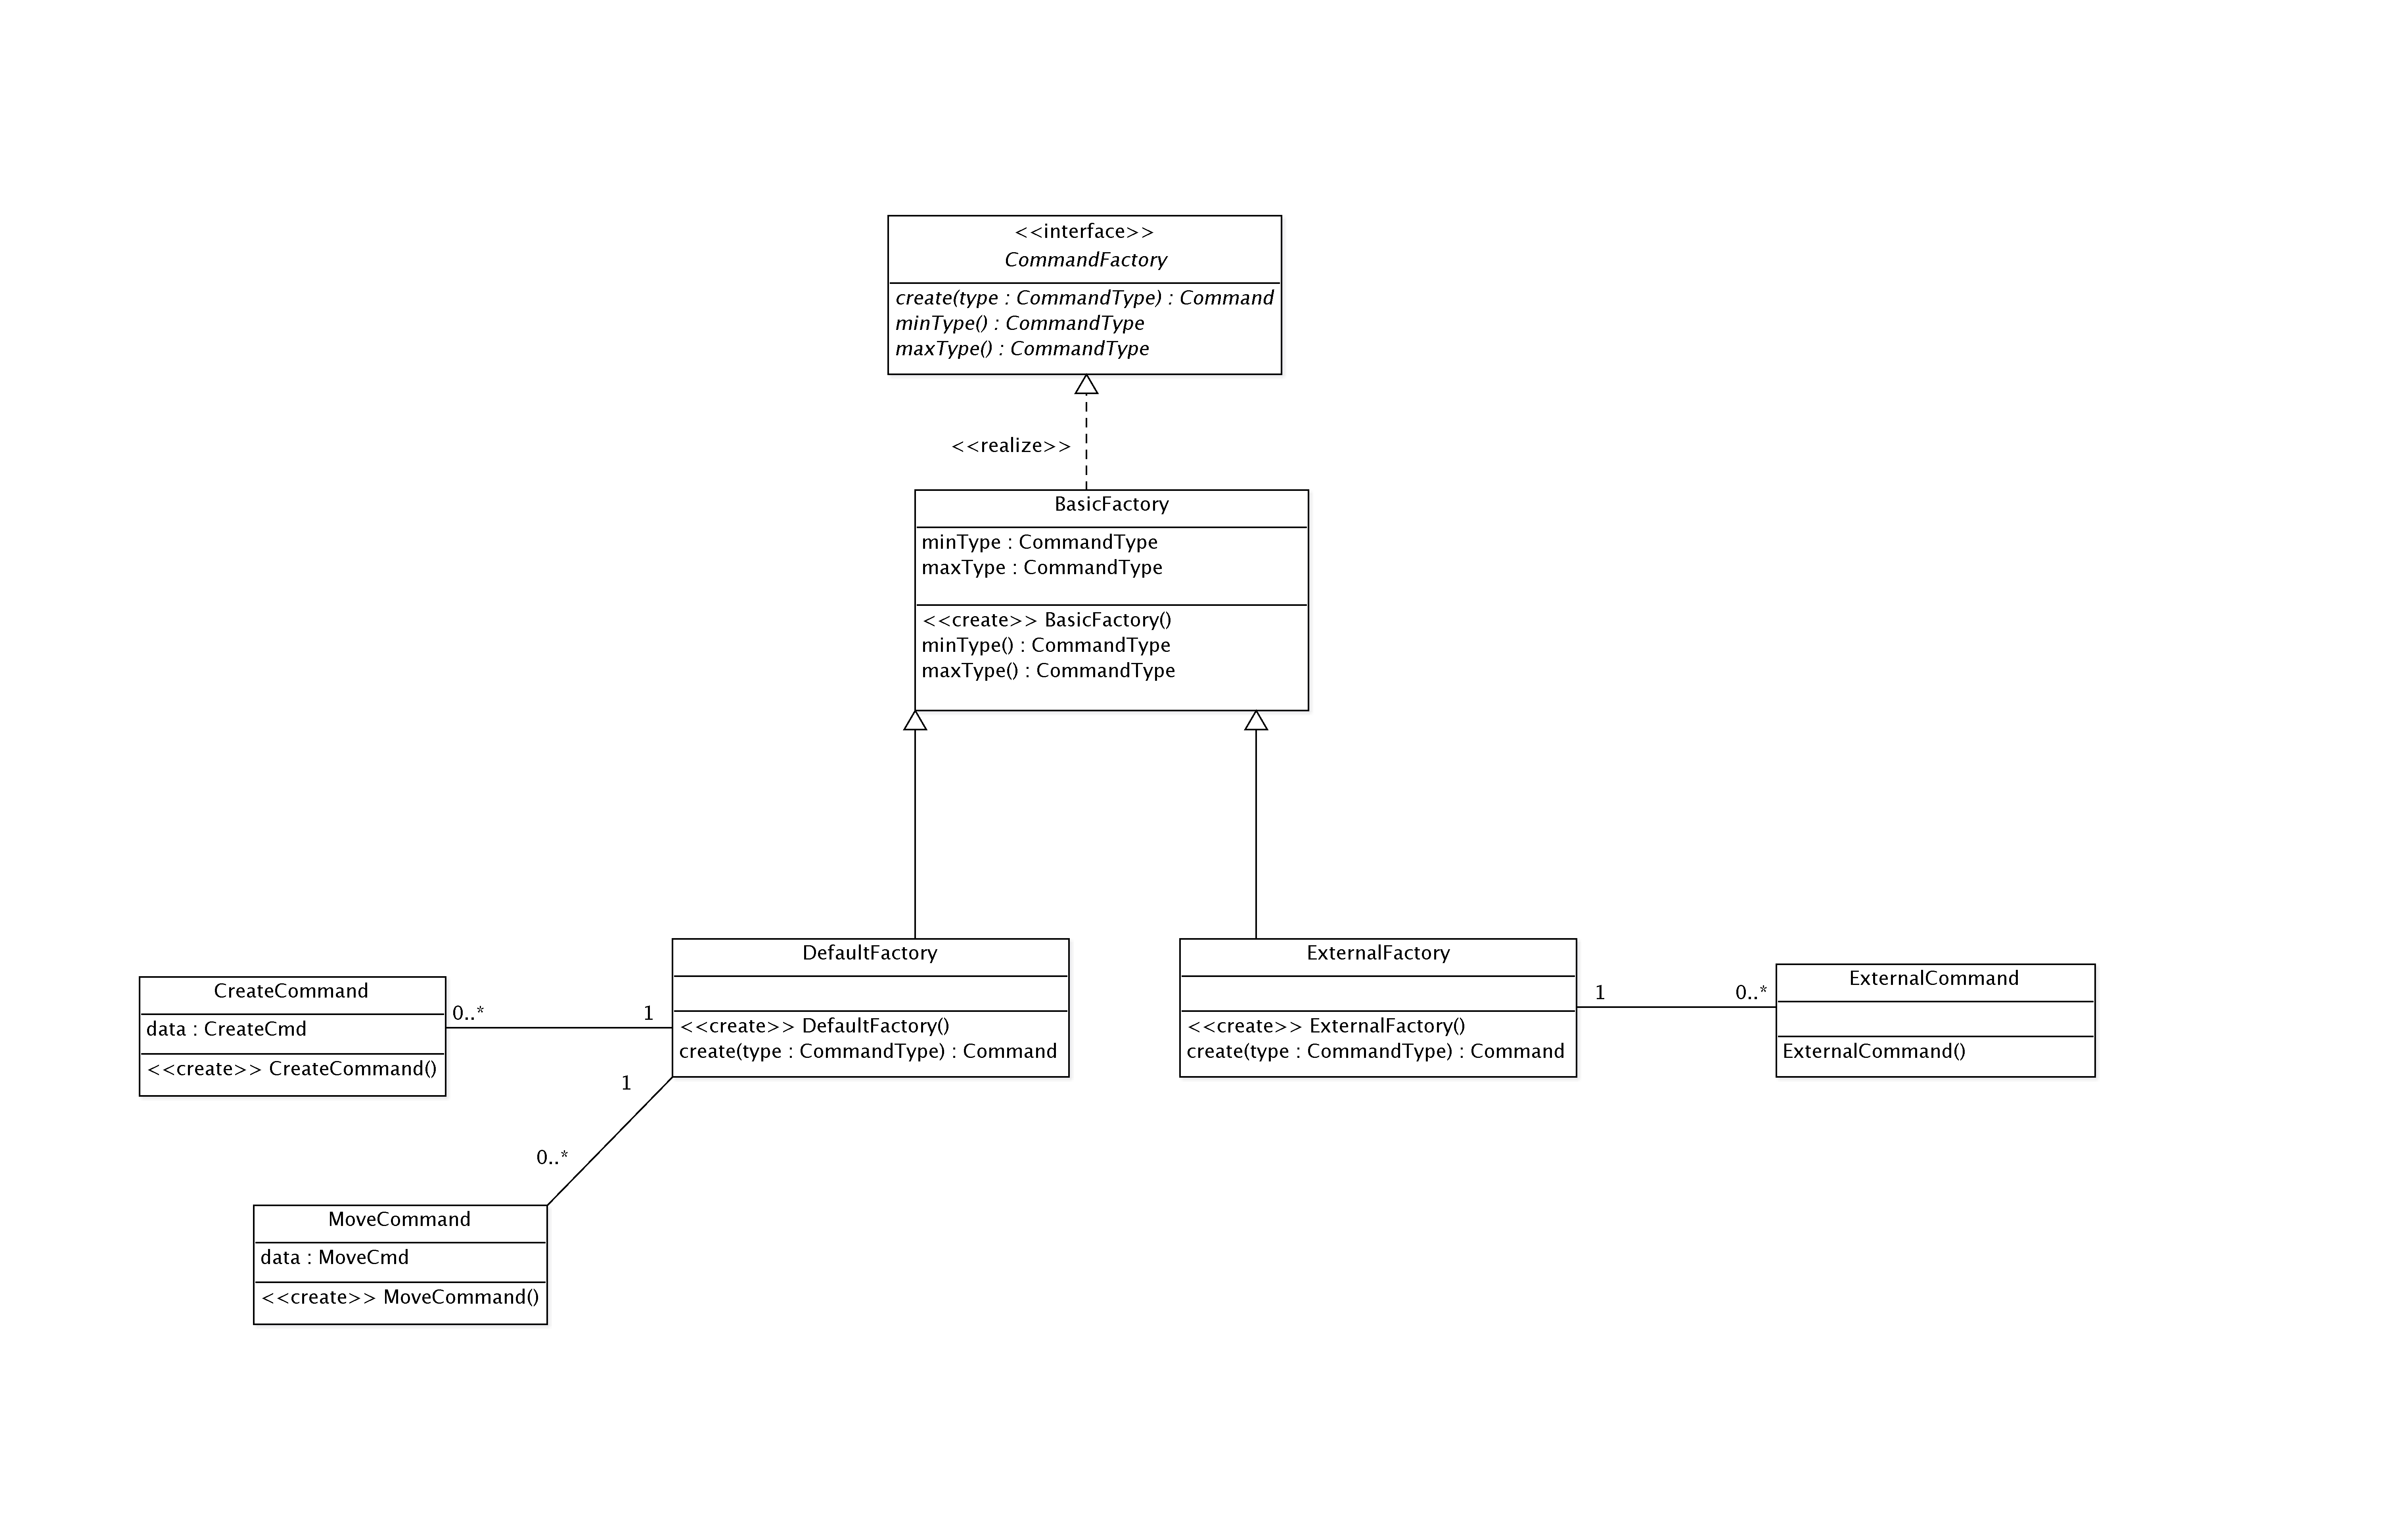 <<interface>>
CommandFactory
create(type : CommandType) : Command
minType() : CommandType
maxType() : CommandType
<<realize>>
BasicFactory
minType : CommandType
maxType : CommandType
<<create>> BasicFactory()
minType() : CommandType
maxType() : CommandType
CreateCommand
data : CreateCmd
<<create>> CreateCommand()
0..*
1
DefaultFactory
<<create>> DefaultFactory()
create(type : CommandType) : Command
ExternalFactory
<<create>> ExternalFactory()
create(type : CommandType) : Command
1
0..*
ExternalCommand
ExternalCommand()
1
0..*
MoveCommand
data : MoveCmd
<<create>> MoveCommand()